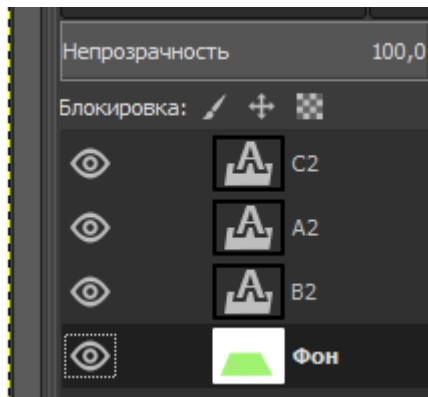 Непрозрачность 100,0
Блокировка:
C2
A2
B2
Фон